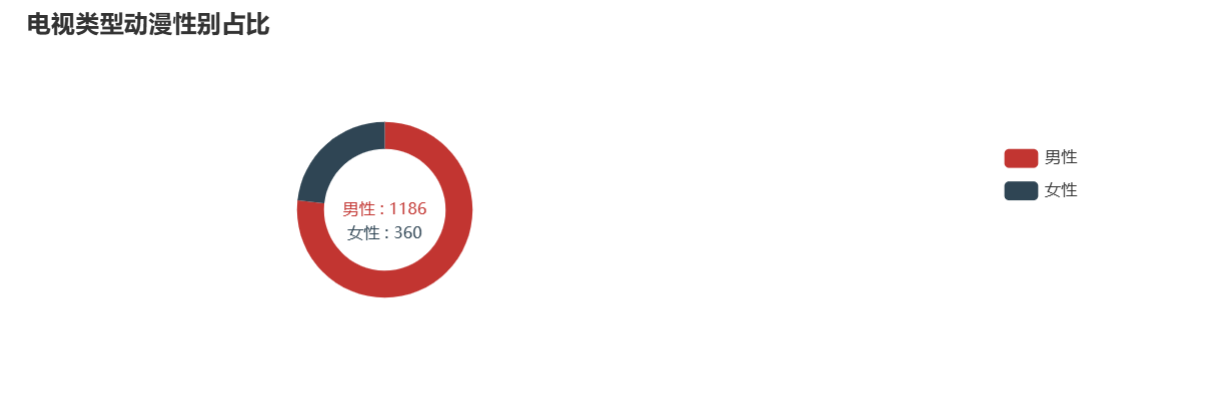 电视类型动漫性别占比
男性
女性
男性 : 1186
女性 : 360